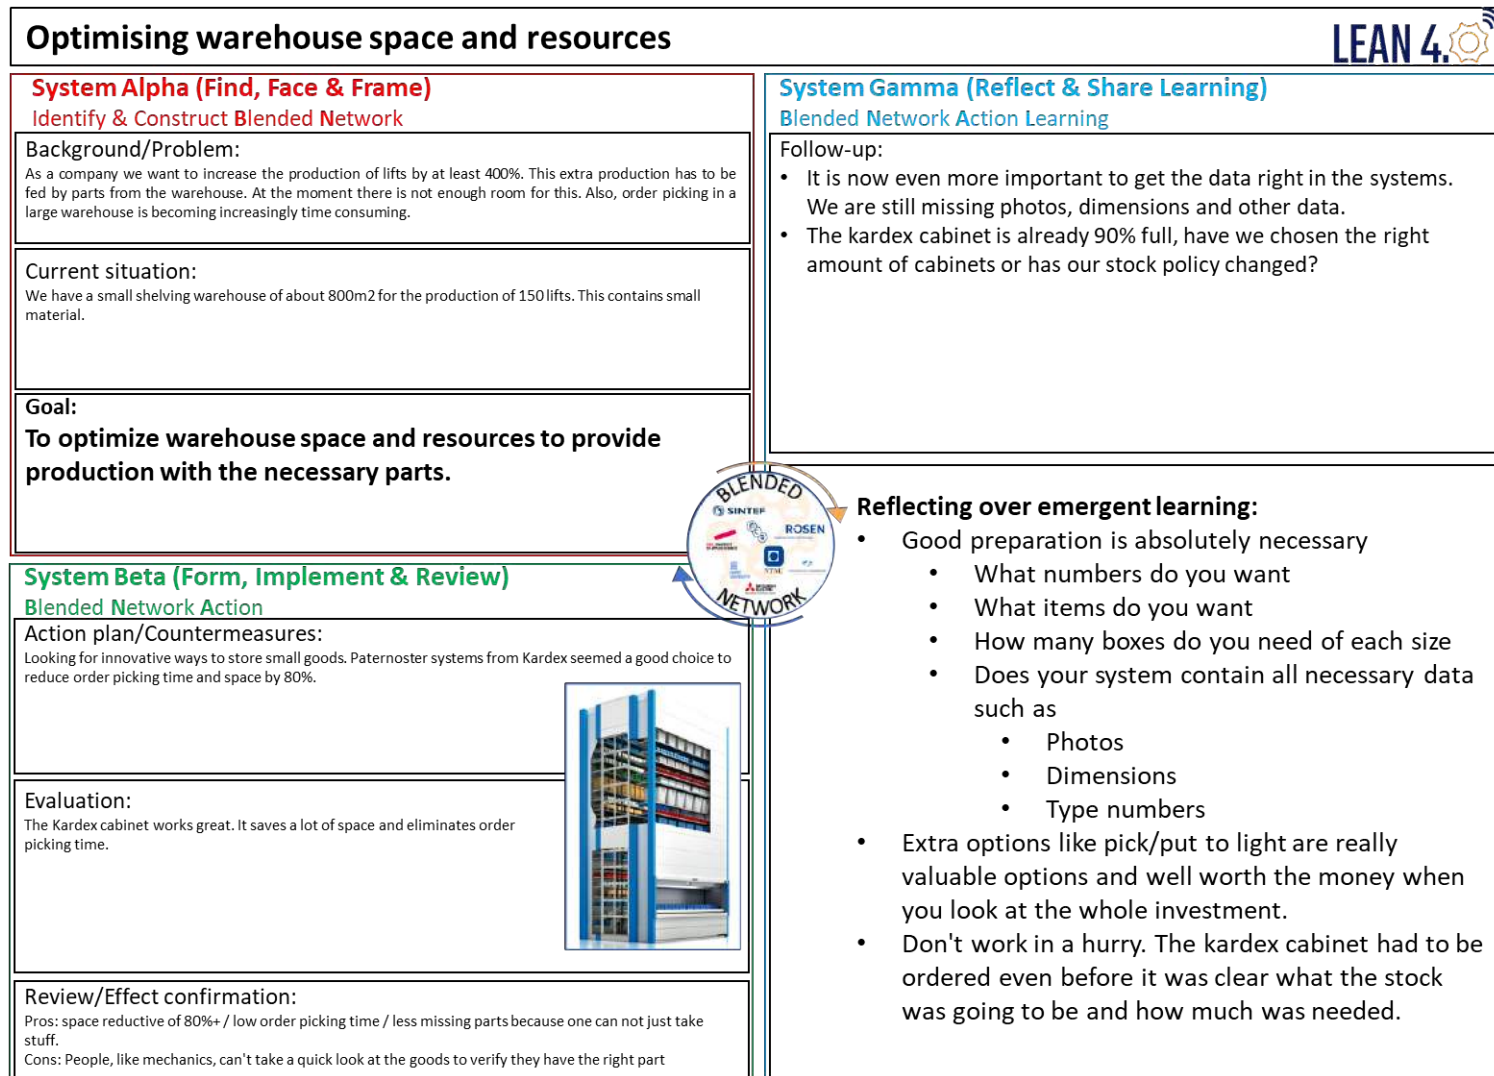 Optimising warehouse space and resources
LEAN 4.
System Alpha (Find, Face & Frame)
Identify & Construct Blended Network
Background/Problem:
As a company we want to increase the production of lifts by at least 400%. This extra production has to be
fed by parts from the warehouse. At the moment there is not enough room for this. Also, order picking in a
large warehouse is becoming increasingly time consuming.
Current situation:
We have a small shelving warehouse of about 800m2 for the production of 150 lifts. This contains small
material.
Goal:
To optimize warehouse space and resources to provide
production with the necessary parts.
System Beta (Form, Implement & Review)
Blended Network Action
Action plan/Countermeasures:
Looking for innovative ways to store small goods. Paternoster systems from Kardex seemed a good choice to
reduce order picking time and space by 80%.
Evaluation:
The Kardex cabinet works great. It saves a lot of space and eliminates order
picking time.
Review/Effect confirmation:
Pros: space reductive of 80%+ / low order picking time / less missing parts because one can not just take
stuff.
Cons: People, like mechanics, can't take a quick look at the goods to verify they have the right part
BLENDED
SINTEF
ROSEN
NTNU
NETWORK
System Gamma (Reflect & Share Learning)
Blended Network Action Learning
Follow-up:
• It is now even more important to get the data right in the systems.
We are still missing photos, dimensions and other data.
• The kardex cabinet is already 90% full, have we chosen the right
amount of cabinets or has our stock policy changed?
Reflecting over emergent learning:
• Good preparation is absolutely necessary
• What numbers do you want
• What items do you want
• How many boxes do you need of each size
• Does your system contain all necessary data
such as
• Photos
• Dimensions
• Type numbers
• Extra options like pick/put to light are really
valuable options and well worth the money when
you look at the whole investment.
• Don't work in a hurry. The kardex cabinet had to be
ordered even before it was clear what the stock
was going to be and how much was needed.